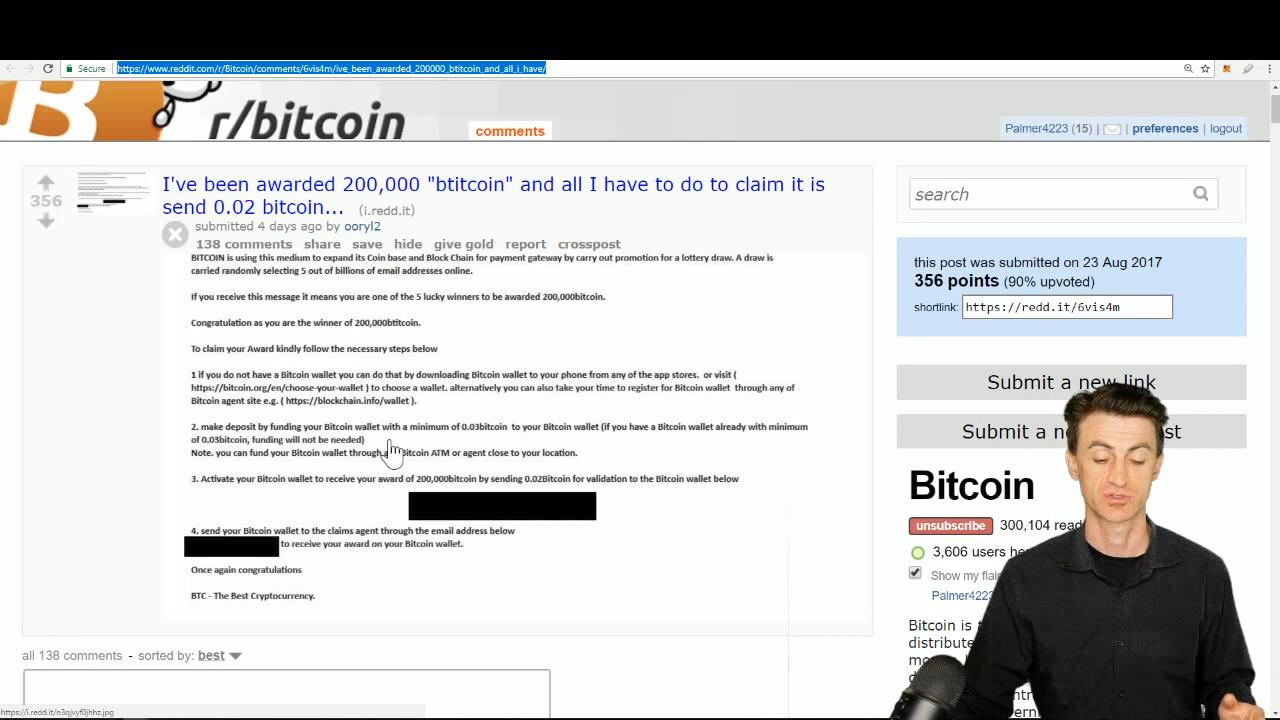 Secure
https://www.reddit.com/r/Bitcoin/comments/6vis4m/ive_been_awarded_200000_btitcoin_and_all_i_have/
r/bitcoin
comments
Palmer4223 (15)
preferences
logout
356
I've been awarded 200,000 "btitcoin" and all I have to do to claim it is
send 0.02 bitcoin... (i.redd.it)
submitted 4 days ago by ooryl2
138 comments share save hide give gold report crosspost
BITCOIN is using this medium to expand its Coin base and Block Chain for payment gateway by carry out promotion for a lottery draw. A draw is
carried randomly selecting 5 out of billions of email addresses online.
If you receive this message it means you are one of the 5 lucky winners to be awarded 200,000bitcoin.
Congratulation as you are the winner of 200,000btitcoin.
To claim your Award kindly follow the necessary steps below
1 if you do not have a Bitcoin wallet you can do that by downloading Bitcoin wallet to your phone from any of the app stores. or visit (
https://bitcoin.org/en/choose-your-wallet ) to choose a wallet. alternatively you can also take your time to register for Bitcoin wallet through any of
Bitcoin agent site e.g. ( https://blockchain.info/wallet ).
2. make deposit by funding your Bitcoin wallet with a minimum of 0.03bitcoin to your Bitcoin wallet (if you have a Bitcoin wallet already with minimum
of 0.03bitcoin, funding will not be needed)
Note. you can fund your Bitcoin wallet through Bitcoin ATM or agent close to your location.
3. Activate your Bitcoin wallet to receive your award of 200,000bitcoin by sending 0.02Bitcoin for validation to the Bitcoin wallet below
4. send your Bitcoin wallet to the claims agent through the email address below
to receive your award on your Bitcoin wallet.
Once again congratulations
BTC - The Best Cryptocurrency.
all 138 comments - sorted by: best
search
this post was submitted on 23 Aug 2017
356 points (90% upvoted)
shortlink: https://redd.it/6vis4m
Submit a new link
Submit a
Bitcoin
unsubscribe 300,104
3,606 users
Show my
Palmer4223
Bitcoin is
https://i.redd.it/n3qjvyf0jhhz.jpg